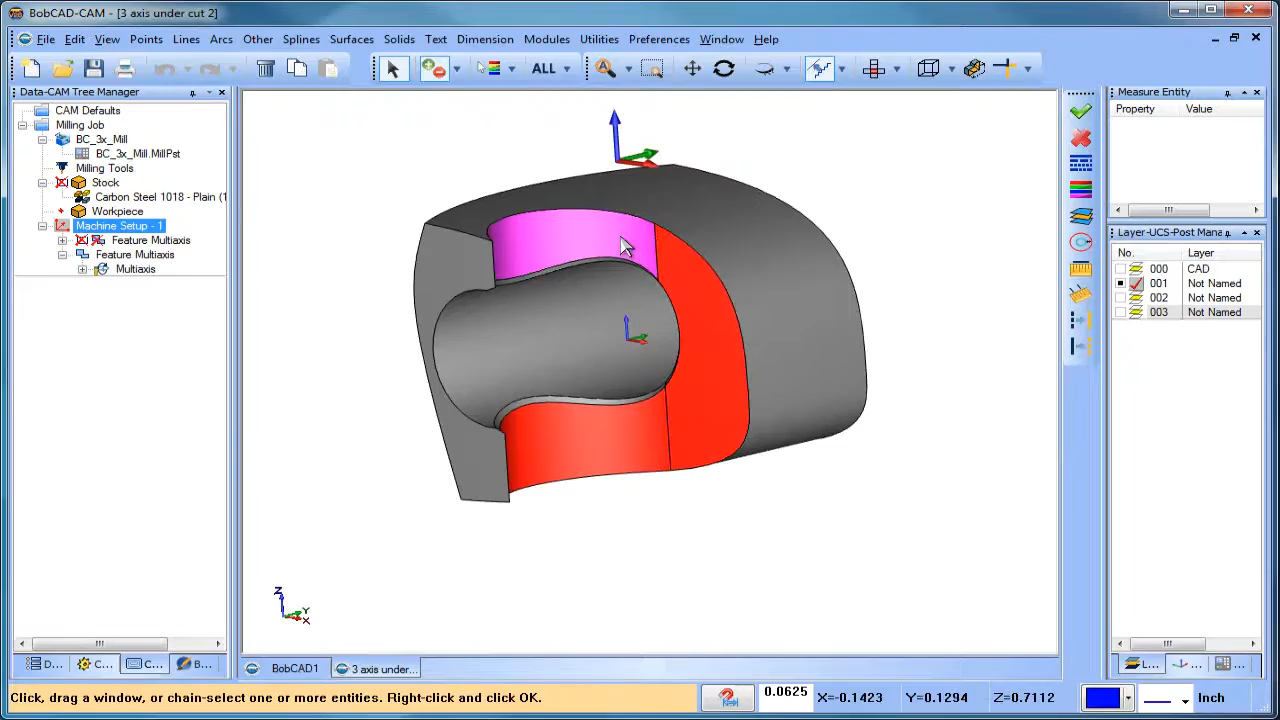 BobCAD-CAM - [3 axis under cut 2]
File Edit View Points Lines Arcs Other Splines Surfaces Solids Text Dimension Modules Utilities Preferences Window Help
ALL
Data-CAM Tree Manager
CAM Defaults
Milling Job
BC_3x_Mill
BC_3x_Mill.MillPst
Milling Tools
Stock
Carbon Steel 1018 - Plain (1
Workpiece
Machine Setup - 1
Feature Multiaxis
Feature Multiaxis
Multiaxis
D... C... C... B...
Z
Y
X
BobCAD1 3 axis under...
Measure Entity
Property Value
Layer-UCS-Post Mana
No. Layer
000 CAD
001 Not Named
002 Not Named
003 Not Named
L... ... ...
Click, drag a window, or chain-select one or more entities. Right-click and click OK.
0.0625 X=-0.1423 Y=0.1294 Z=0.7112 Inch